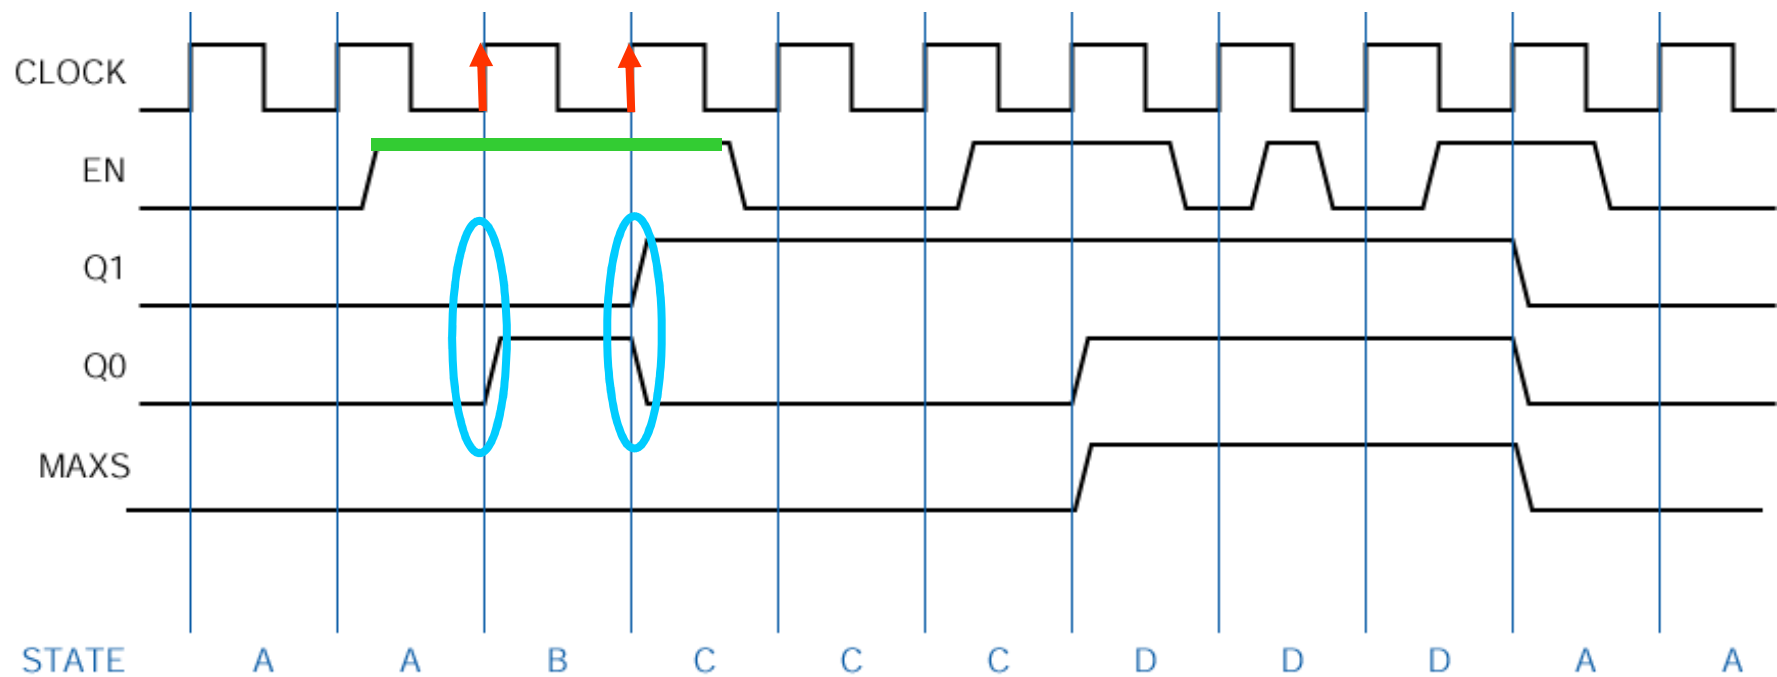 CLOCK
EN
Q1
Q0
MAXS
STATE A A B C C C D D D A A